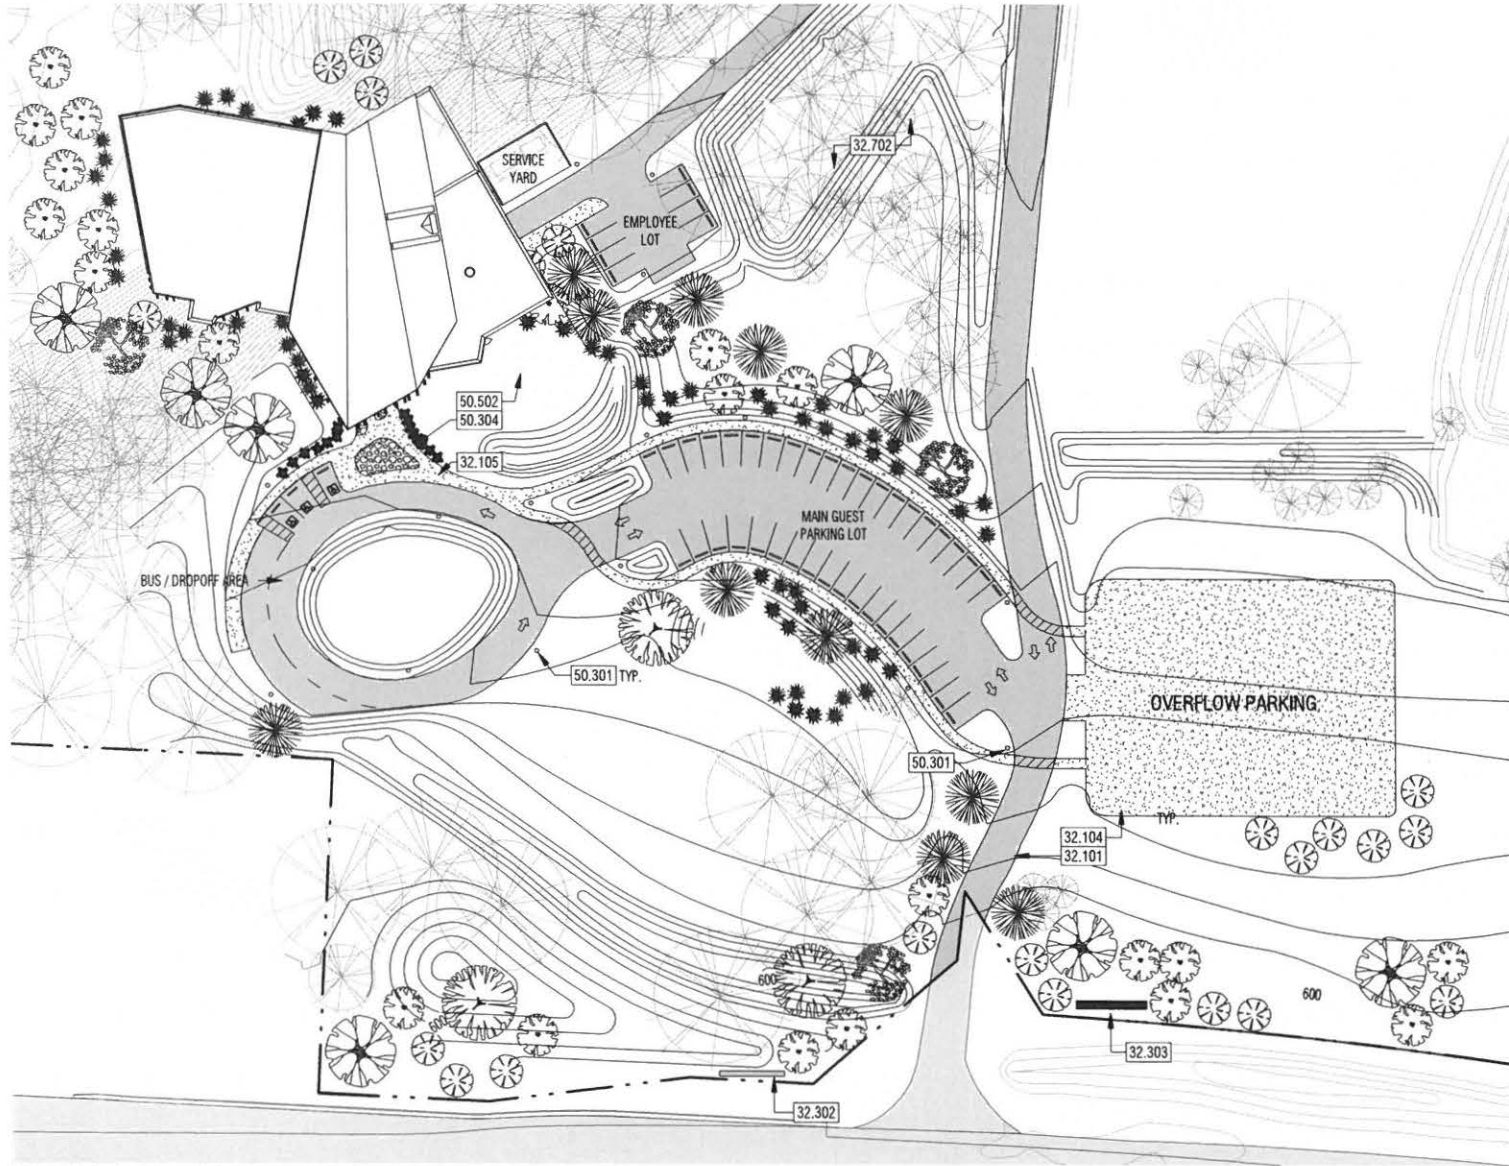 32.702
SERVICE
YARD
EMPLOYEE
LOT
50.502
50.304
32.105
MAIN GUEST
PARKING LOT
BUS / DROPOFF AREA
50.301 TYP.
OVERFLOW PARKING
50.301
TYP.
32.104
32.101
600
600
600
32.303
32.302